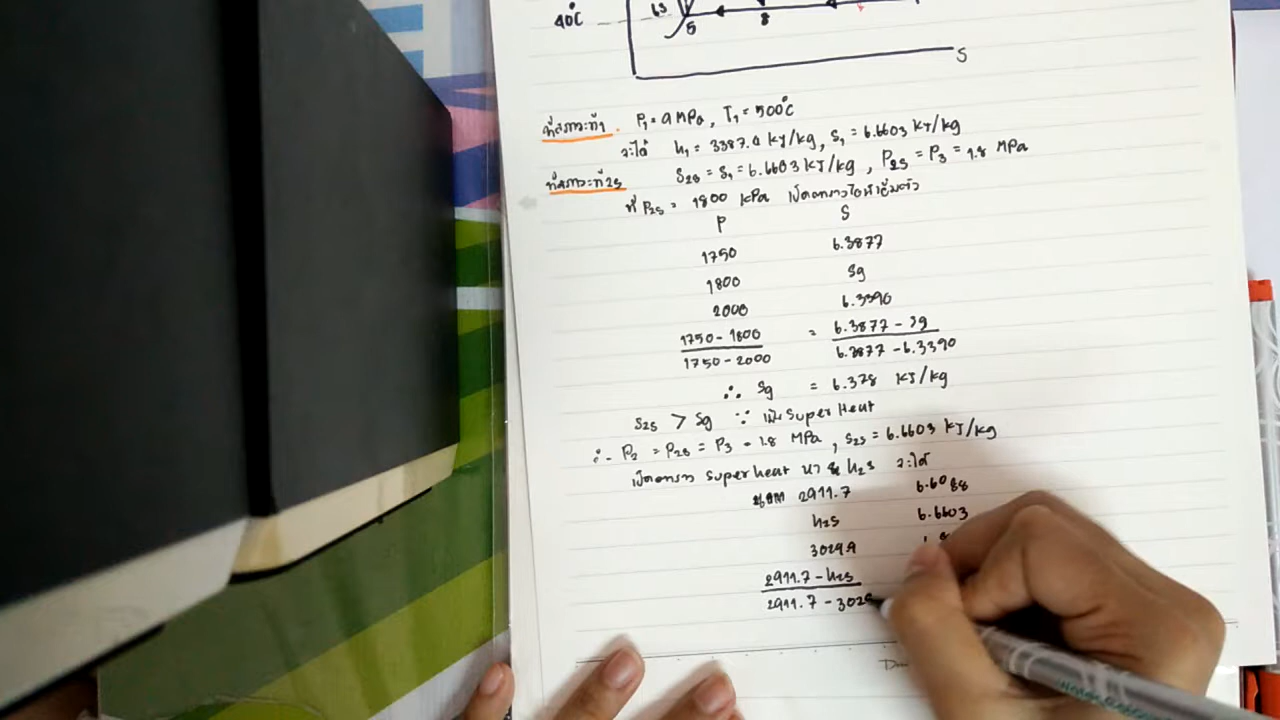 40°C
5
8
S
ที่สภาวะที่1 . P₁ = 9 MPa , T₁ = 500°C
จะได้ h₁ = 3387.4 kJ/kg , S₁ = 6.6603 kJ/kg
ที่สภาวะที่2s S₂s = S₁ = 6.6603 kJ/kg , P₂s = P₃ = 1.8 MPa
ที่ P₂s = 1800 kPa เปิดตารางไอน้ำอิ่มตัว
P S
1750 6.3877
1800 Sg
2000 6.3390
1750 - 1800 = 6.3877 - Sg
1750 - 2000 6.3877 - 6.3390
∴ Sg = 6.378 kJ/kg
S₂s > Sg ∵ เป็น Super Heat
∴ P₂ = P₂s = P₃ = 1.8 MPa , S₂s = 6.6603 kJ/kg
เปิดตาราง Super heat หา h₂s จะได้
2911.7 6.6088
h₂s 6.6603
3029.9
2911.7 - h₂s
2911.7 - 3029